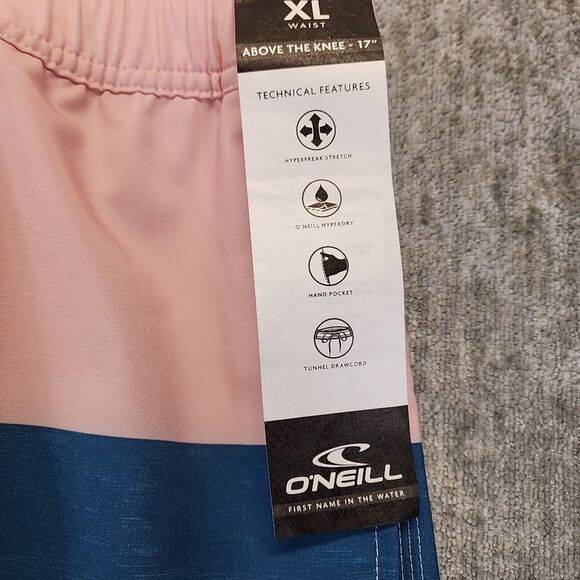 XL
WAIST
ABOVE THE KNEE - 17"
TECHNICAL FEATURES
HYPERFREAK STRETCH
O'NEILL HYPERDRY
HAND POCKET
TUNNEL DRAWCORD
O'NEILL
FIRST NAME IN THE WATER